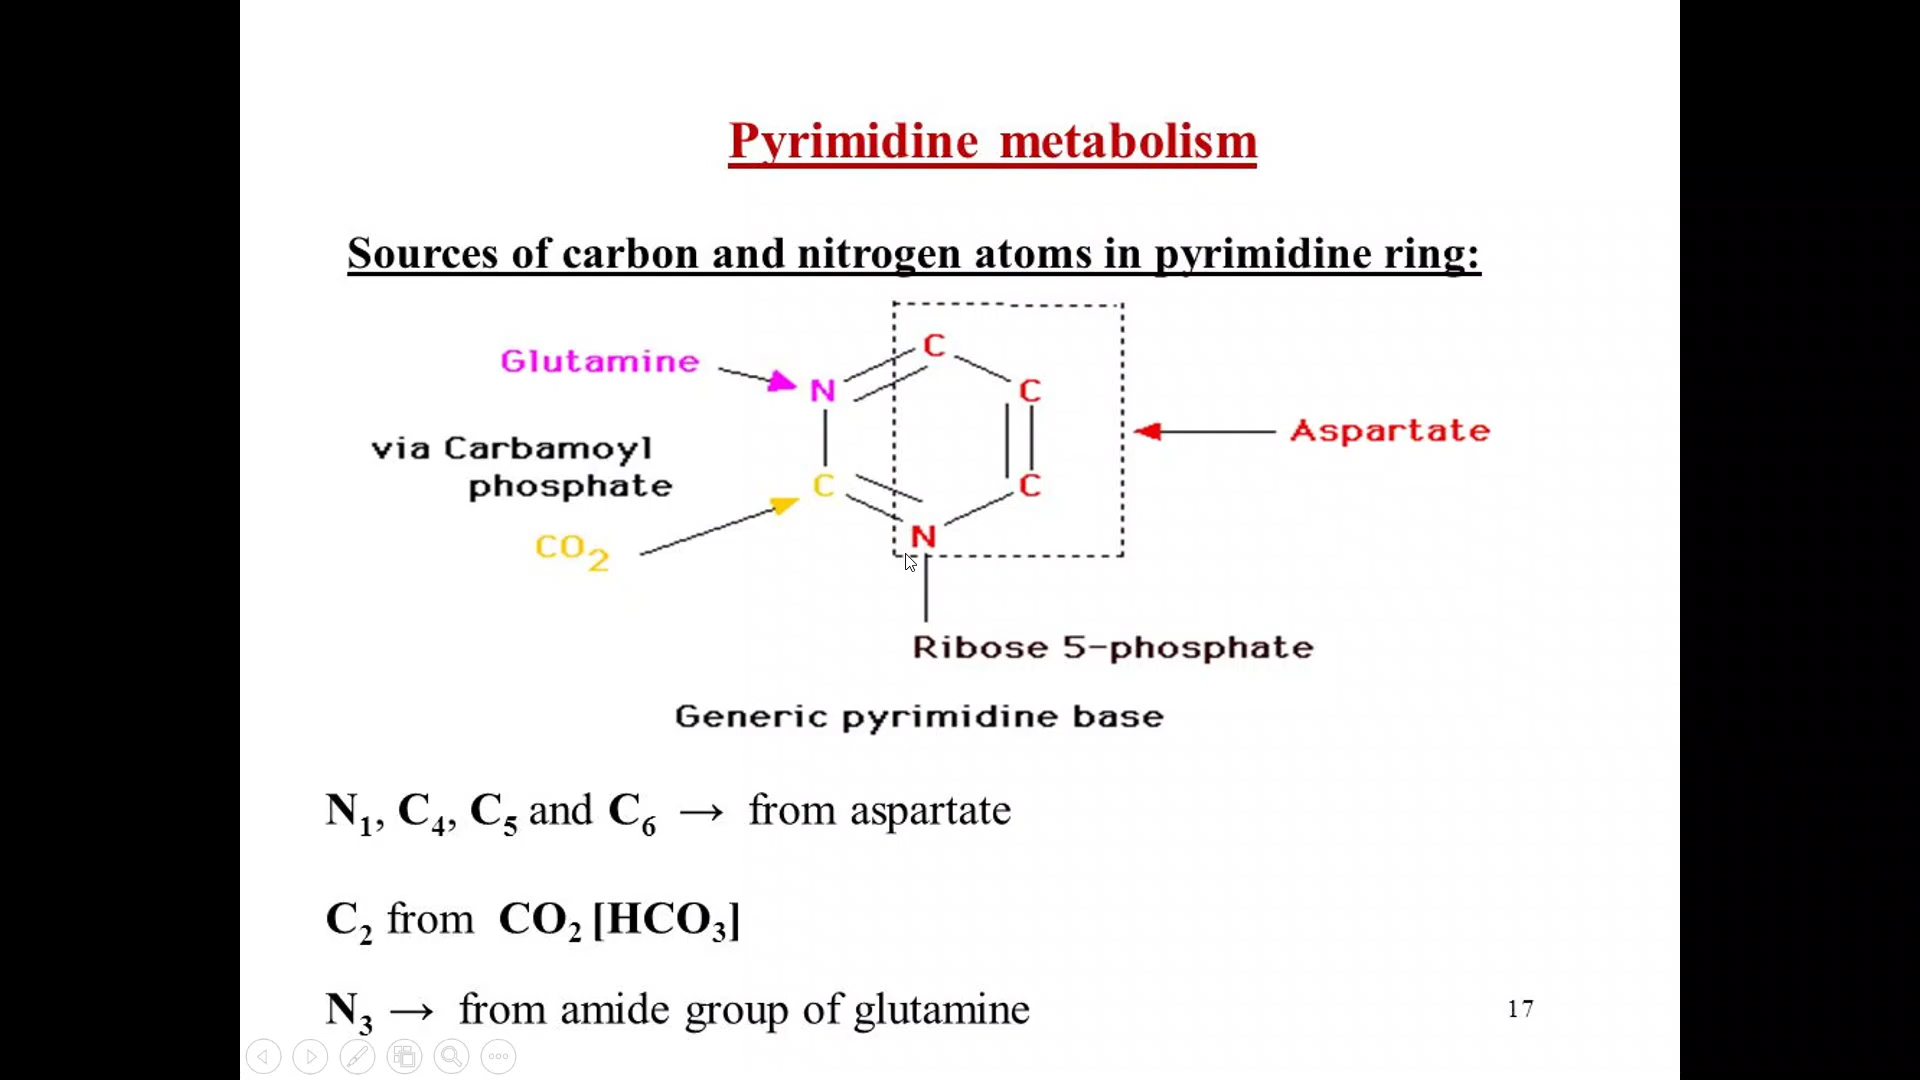 Pyrimidine metabolism
Sources of carbon and nitrogen atoms in pyrimidine ring:
Glutamine
N
C
C
via Carbamoyl
phosphate
Aspartate
C
C
N
CO₂
Ribose 5-phosphate
Generic pyrimidine base
N₁, C₄, C₅ and C₆ → from aspartate
C₂ from CO₂ [HCO₃]
N₃ → from amide group of glutamine
17